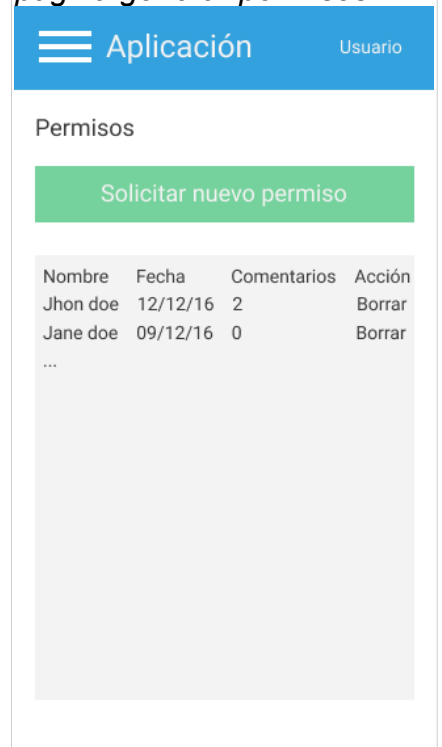 Aplicación Usuario
Permisos
Solicitar nuevo permiso
Nombre Fecha Comentarios Acción
Jhon doe 12/12/16 2 Borrar
Jane doe 09/12/16 0 Borrar
...